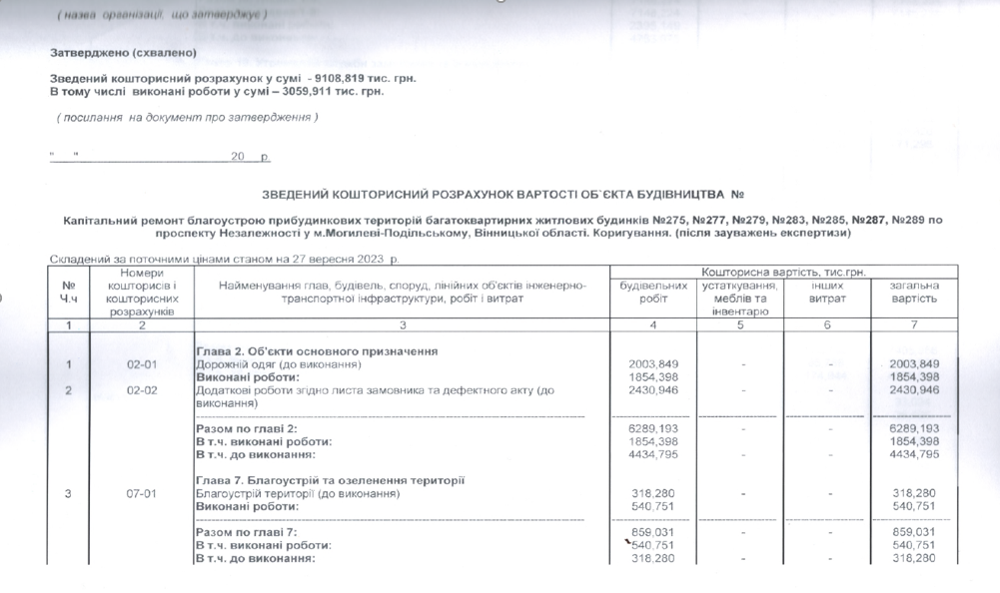 ( назва організації, що затверджує )
Затверджено (схвалено)
Зведений кошторисний розрахунок у сумі - 9108,819 тис. грн.
В тому числі виконані роботи у сумі – 3059,911 тис. грн.
( посилання на документ про затвердження )
" " 20 р.
ЗВЕДЕНИЙ КОШТОРИСНИЙ РОЗРАХУНОК ВАРТОСТІ ОБ`ЄКТА БУДІВНИЦТВА №
Капітальний ремонт благоустрою прибудинкових територій багатоквартирних житлових будинків №275, №277, №279, №283, №285, №287, №289 по
проспекту Незалежності у м.Могилеві-Подільському, Вінницької області. Коригування. (після зауважень експертизи)
Складений за поточними цінами станом на 27 вересня 2023 р.
№ Ч.ч Номери кошторисів і кошторисних розрахунків Найменування глав, будівель, споруд, лінійних об'єктів інженерно-транспортної інфраструктури, робіт і витрат Кошторисна вартість, тис.грн.
будівельних робіт устаткування, меблів та інвентарю інших витрат загальна вартість
1 2 3 4 5 6 7
Глава 2. Об'єкти основного призначення
1 02-01 Дорожній одяг (до виконання) 2003,849 - - 2003,849
Виконані роботи: 1854,398 1854,398
2 02-02 Додаткові роботи згідно листа замовника та дефектного акту (до 2430,946 - - 2430,946
виконання)
Разом по главі 2: 6289,193 - - 6289,193
В т.ч. виконані роботи: 1854,398 - - 1854,398
В т.ч. до виконання: 4434,795 - - 4434,795
Глава 7. Благоустрій та озеленення території
3 07-01 Благоустрій території (до виконання) 318,280 - - 318,280
Виконані роботи: 540,751 - - 540,751
Разом по главі 7: 859,031 - - 859,031
В т.ч. виконані роботи: 540,751 - - 540,751
В т.ч. до виконання: 318,280 - - 318,280